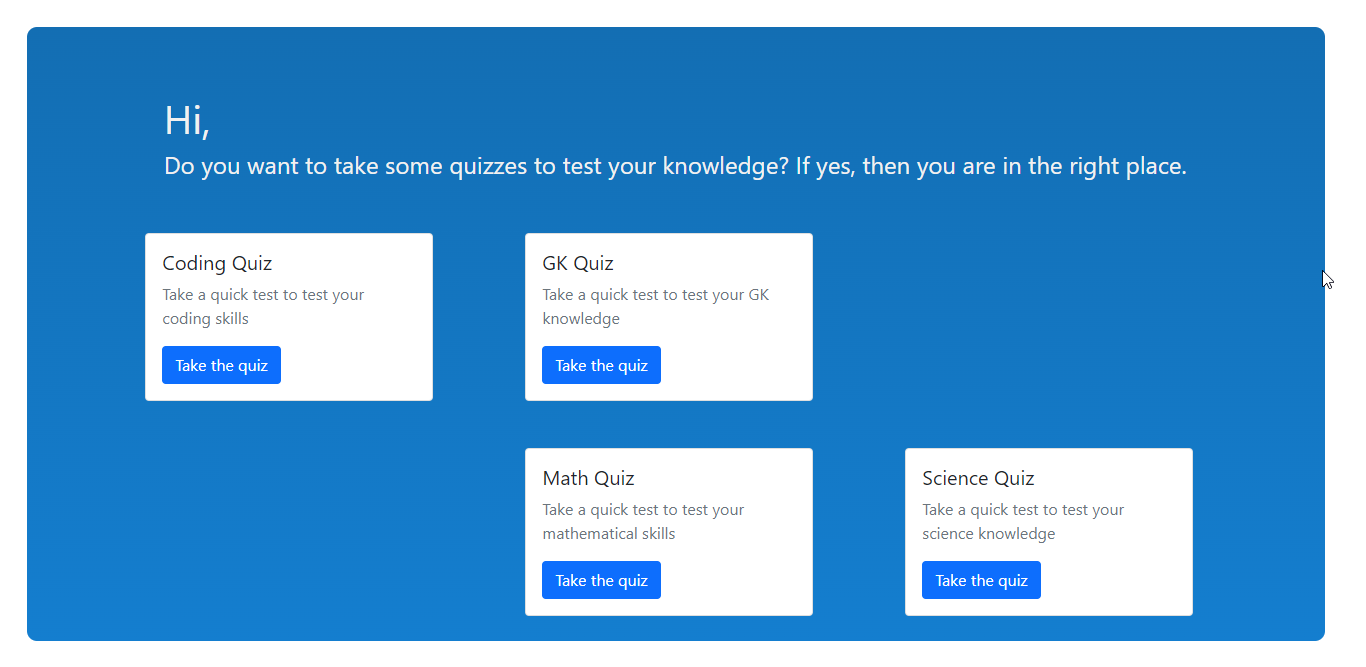 Hi,
Do you want to take some quizzes to test your knowledge? If yes, then you are in the right place.
Coding Quiz
Take a quick test to test your
coding skills
Take the quiz
GK Quiz
Take a quick test to test your GK
knowledge
Take the quiz
Math Quiz
Take a quick test to test your
mathematical skills
Take the quiz
Science Quiz
Take a quick test to test your
science knowledge
Take the quiz